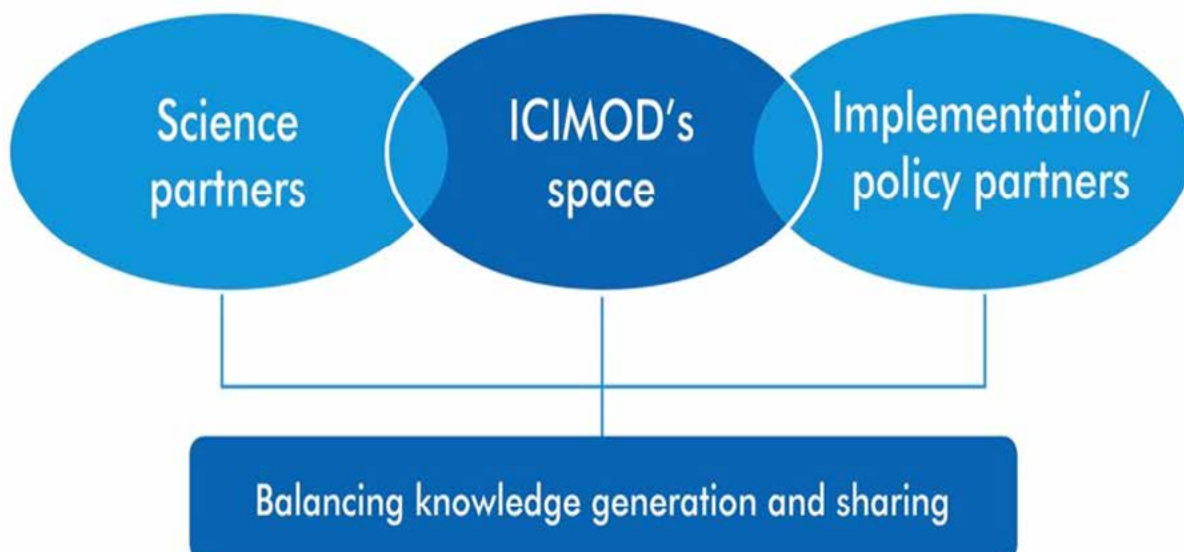 Science
partners
ICIMOD’s
space
Implementation/
policy partners
Balancing knowledge generation and sharing